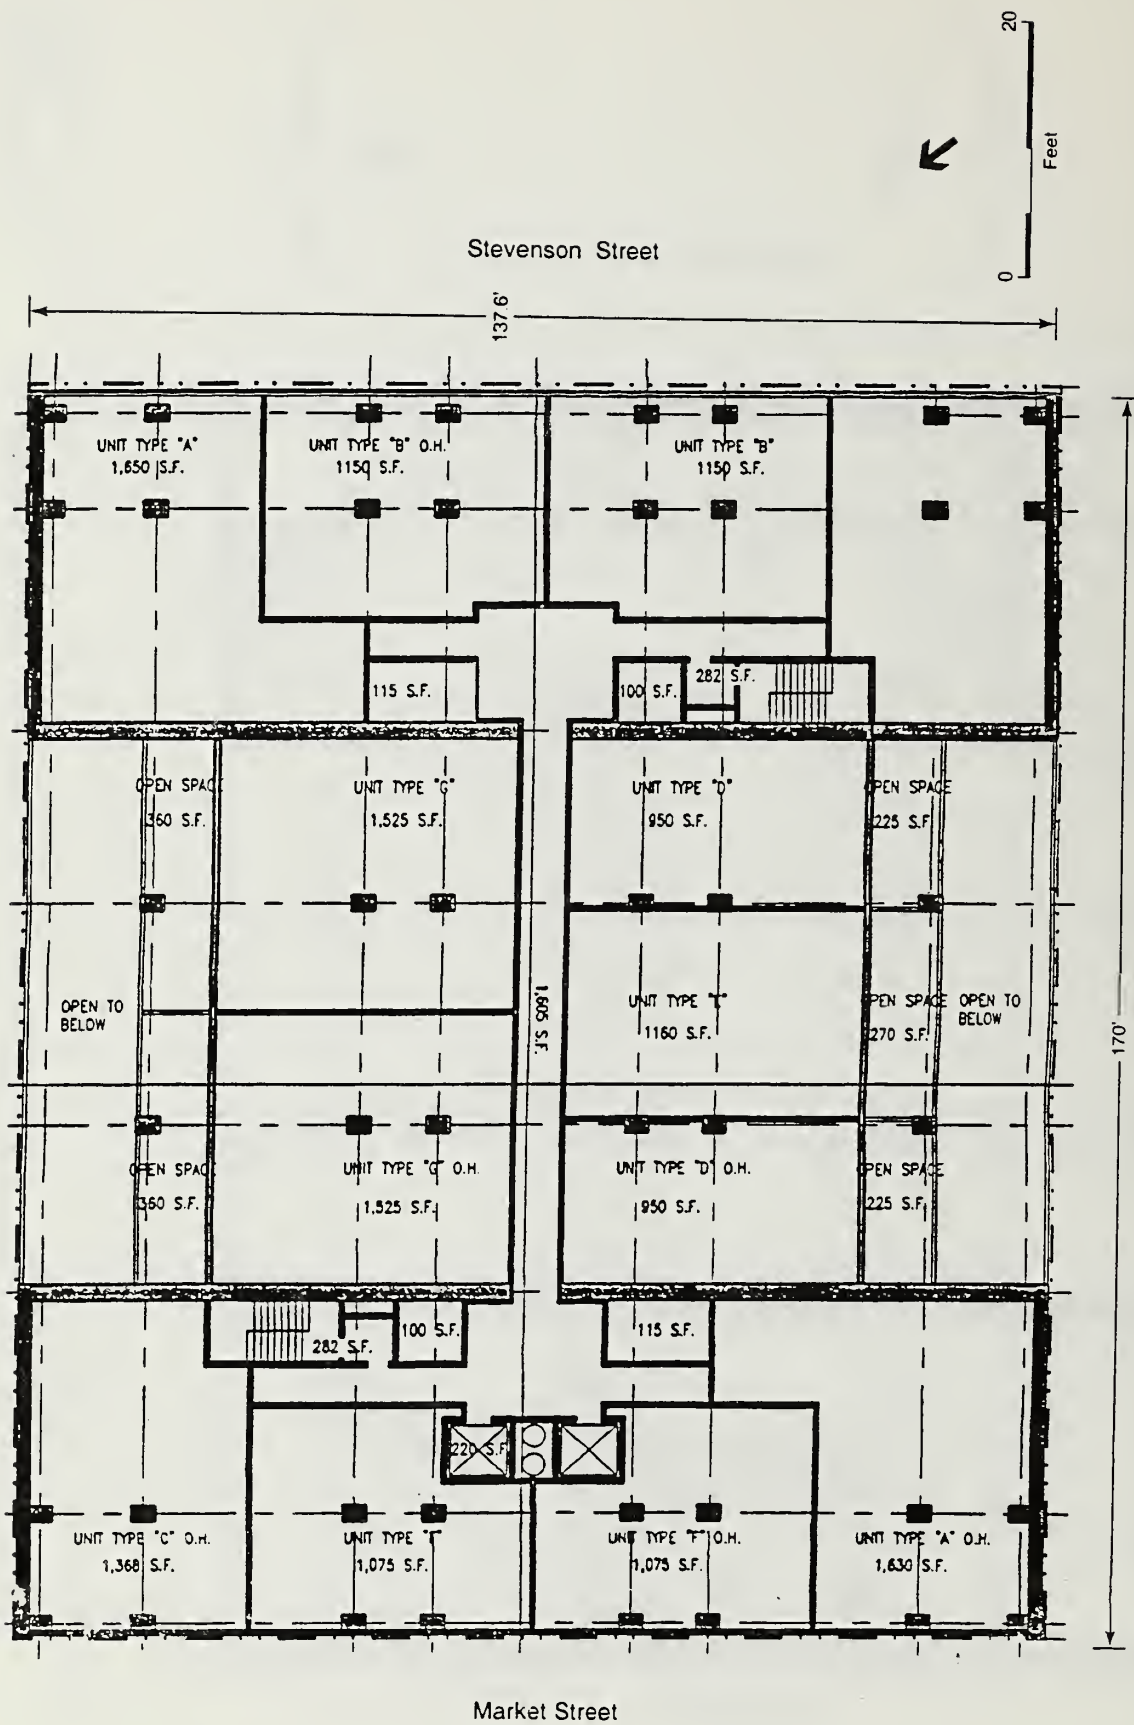 20
Feet
0
Stevenson Street
137.6'
UNIT TYPE "A"
1,650 S.F.
UNIT TYPE "B" O.H.
1150 S.F.
UNIT TYPE "B"
1150 S.F.
115 S.F.
100 S.F.
282 S.F.
OPEN SPACE
360 S.F.
UNIT TYPE "G"
1,525 S.F.
UNIT TYPE "D"
950 S.F.
OPEN SPACE
225 S.F.
OPEN TO
BELOW
1,605 S.F.
UNIT TYPE "E"
1160 S.F.
OPEN SPACE
270 S.F.
OPEN TO
BELOW
170'
OPEN SPACE
360 S.F.
UNIT TYPE "G" O.H.
1,525 S.F.
UNIT TYPE "D" O.H.
950 S.F.
OPEN SPACE
225 S.F.
282 S.F.
100 S.F.
115 S.F.
220 S.F.
UNIT TYPE "C" O.H.
1,368 S.F.
UNIT TYPE "F"
1,075 S.F.
UNIT TYPE "F" O.H.
1,075 S.F.
UNIT TYPE "A" O.H.
1,630 S.F.
Market Street